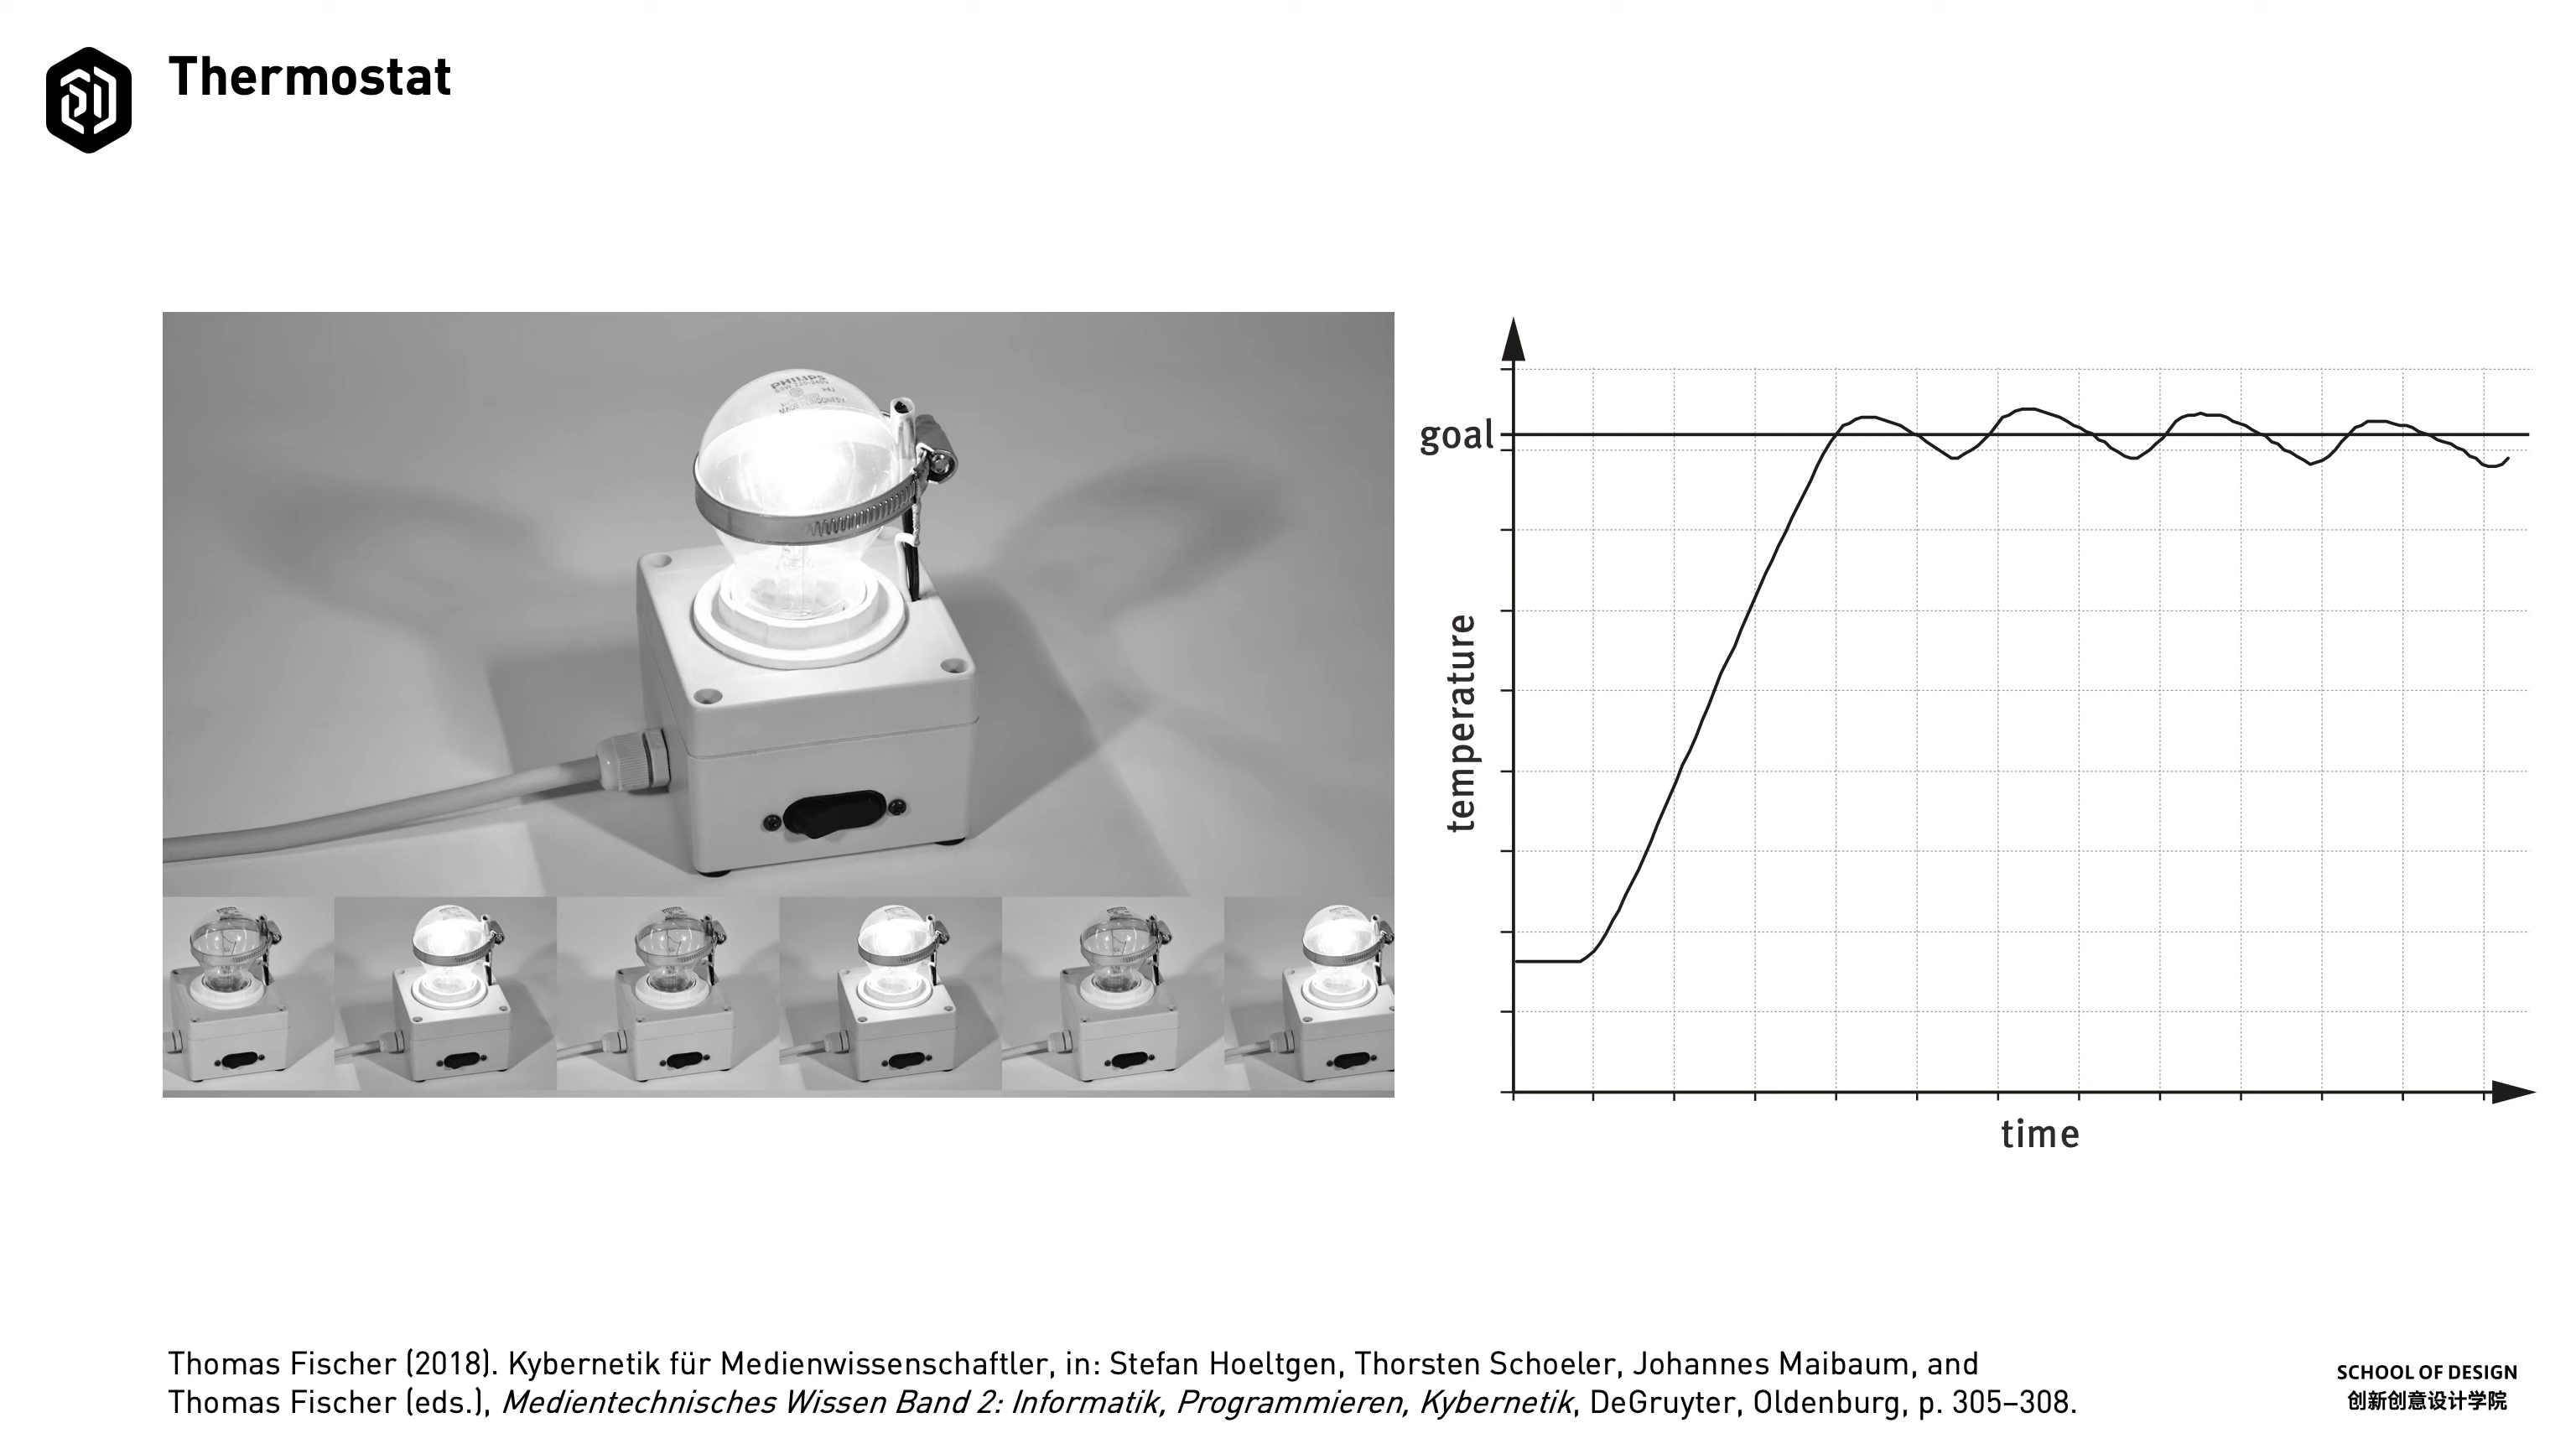 Thermostat
PHILIPS
goal
temperature
time
Thomas Fischer (2018). Kybernetik für Medienwissenschaftler, in: Stefan Hoeltgen, Thorsten Schoeler, Johannes Maibaum, and
Thomas Fischer (eds.), Medientechnisches Wissen Band 2: Informatik, Programmieren, Kybernetik, DeGruyter, Oldenburg, p. 305–308.
SCHOOL OF DESIGN
创新创意设计学院